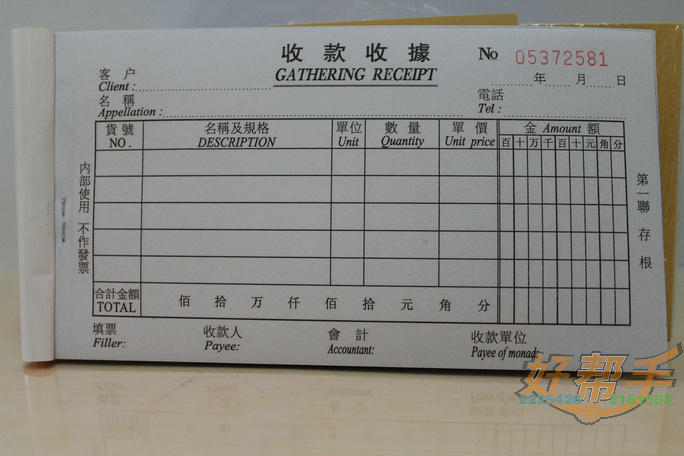 收款收據
GATHERING RECEIPT
No 05372581
年 月 日
客户
Client:
名稱
Appellation:
電話
Tel:
貨號 名稱及規格 單位 數量 單價 金 Amount 額
NO. DESCRIPTION Unit Quantity Unit price 百 十 万 千 百 十 元 角 分
内部使用 不作發票
第一聯 存根
合計金額 佰 拾 万 仟 佰 拾 元 角 分
TOTAL
填票 收款人 會計 收款單位
Filler: Payee: Accountant: Payee of monad:
好帮手
2225426 2161563